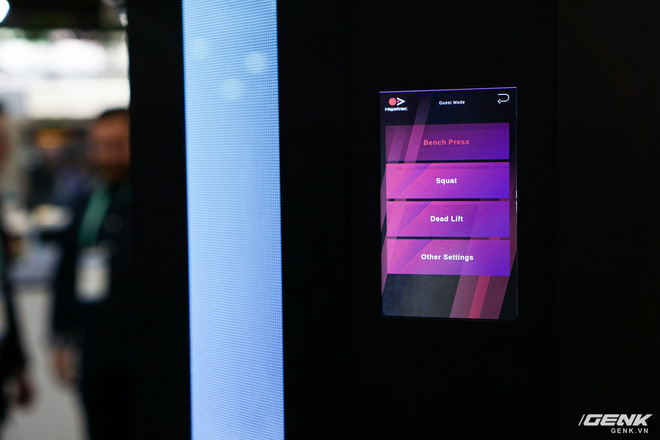 Guest Mode
Bench Press
Squat
Dead Lift
Other Settings
GENK
GENK.VN